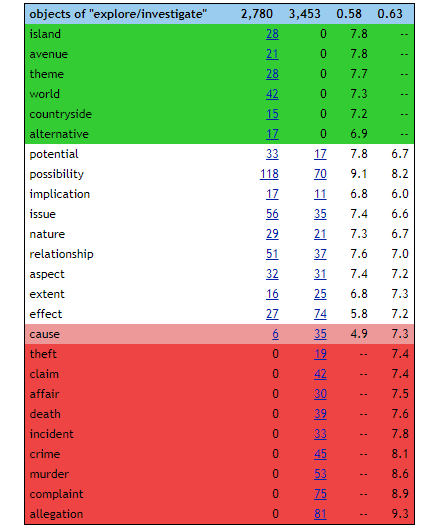 objects of "explore/investigate" 2,780 3,453 0.58 0.63
island 28 0 7.8 --
avenue 21 0 7.8 --
theme 28 0 7.7 --
world 42 0 7.3 --
countryside 15 0 7.2 --
alternative 17 0 6.9 --
potential 33 17 7.8 6.7
possibility 118 70 9.1 8.2
implication 17 11 6.8 6.0
issue 56 35 7.4 6.6
nature 29 21 7.3 6.7
relationship 51 37 7.6 7.0
aspect 32 31 7.4 7.2
extent 16 25 6.8 7.3
effect 27 74 5.8 7.2
cause 6 35 4.9 7.3
theft 0 19 -- 7.4
claim 0 42 -- 7.4
affair 0 30 -- 7.5
death 0 39 -- 7.6
incident 0 33 -- 7.8
crime 0 45 -- 8.1
murder 0 53 -- 8.6
complaint 0 75 -- 8.9
allegation 0 81 -- 9.3